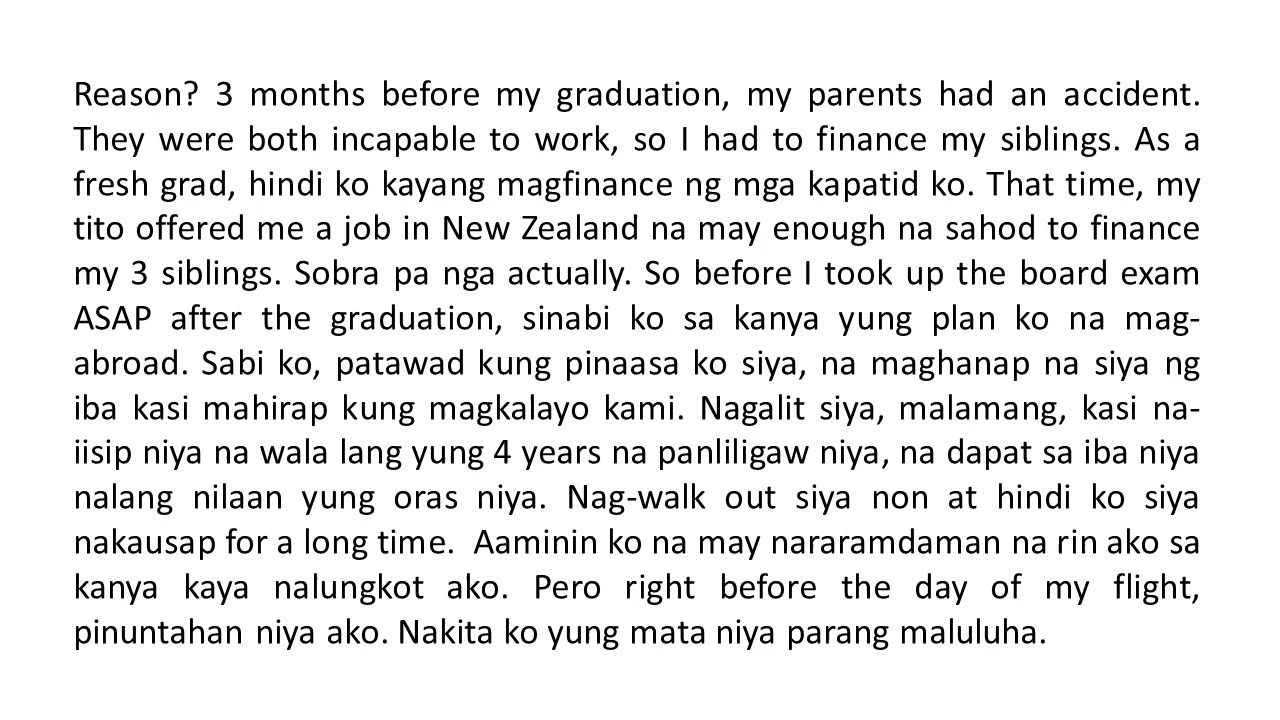 Reason? 3 months before my graduation, my parents had an accident.
They were both incapable to work, so I had to finance my siblings. As a
fresh grad, hindi ko kayang magfinance ng mga kapatid ko. That time, my
tito offered me a job in New Zealand na may enough na sahod to finance
my 3 siblings. Sobra pa nga actually. So before I took up the board exam
ASAP after the graduation, sinabi ko sa kanya yung plan ko na mag-
abroad. Sabi ko, patawad kung pinaasa ko siya, na maghanap na siya ng
iba kasi mahirap kung magkalayo kami. Nagalit siya, malamang, kasi na-
iisip niya na wala lang yung 4 years na panliligaw niya, na dapat sa iba niya
nalang nilaan yung oras niya. Nag-walk out siya non at hindi ko siya
nakausap for a long time.  Aaminin ko na may nararamdaman na rin ako sa
kanya kaya nalungkot ako. Pero right before the day of my flight,
pinuntahan niya ako. Nakita ko yung mata niya parang maluluha.